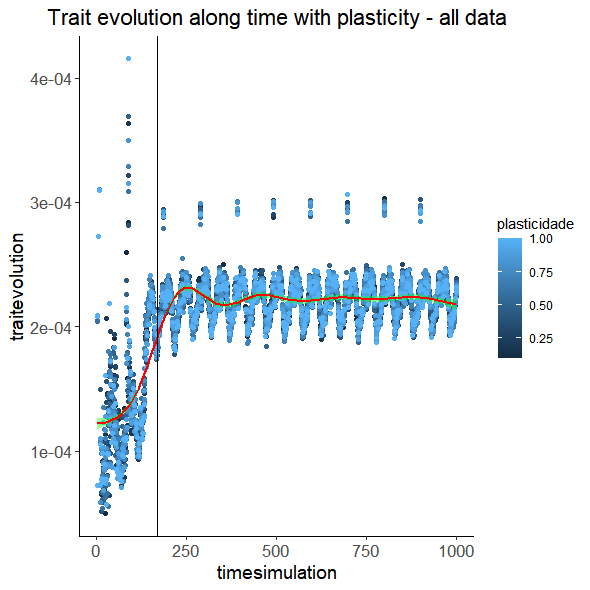 Trait evolution along time with plasticity - all data
4e-04
3e-04
2e-04
1e-04
traitevolution
0
250
500
750
1000
timesimulation
plasticidade
1.00
0.75
0.50
0.25